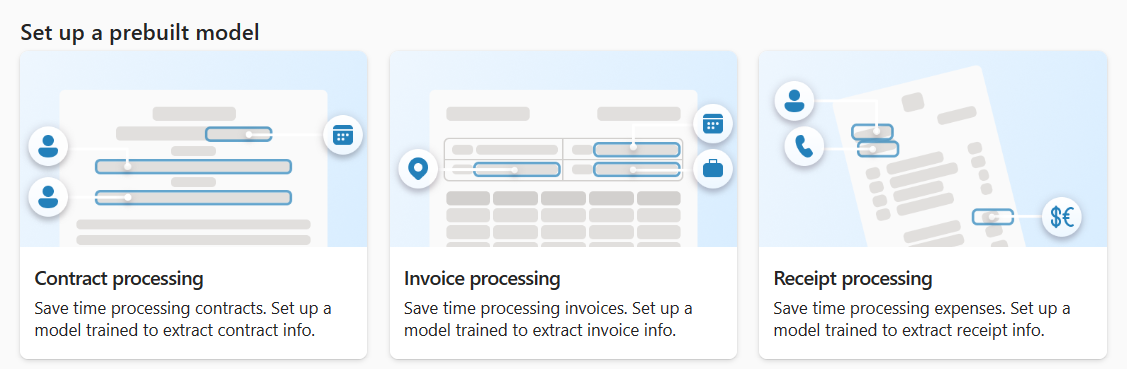 Set up a prebuilt model
$€
Contract processing
Save time processing contracts. Set up a
model trained to extract contract info.
Invoice processing
Save time processing invoices. Set up a
model trained to extract invoice info.
Receipt processing
Save time processing expenses. Set up a
model trained to extract receipt info.